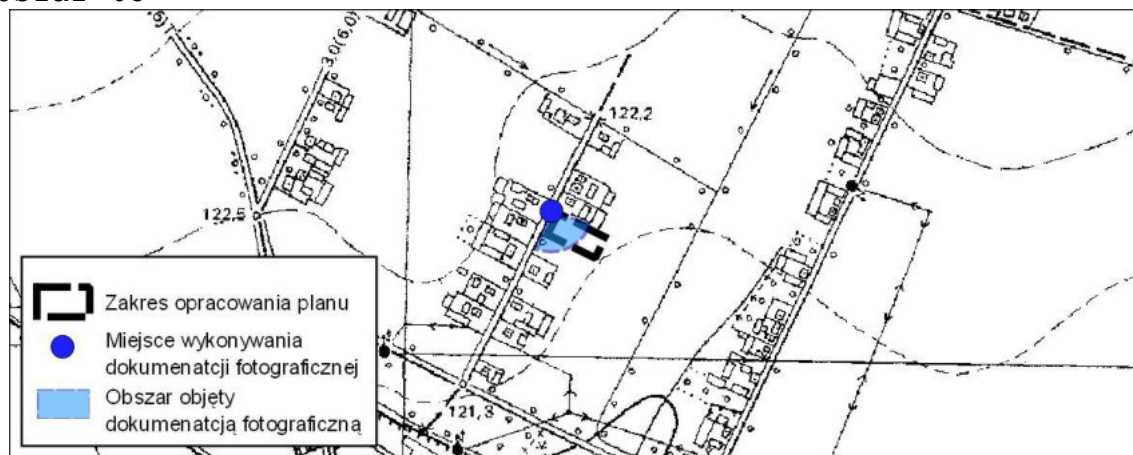 3,0(6,0)
122,2
122,5
121,3
Zakres opracowania planu
Miejsce wykonywania
dokumenatcji fotograficznej
Obszar objęty
dokumenatcją fotograficzną